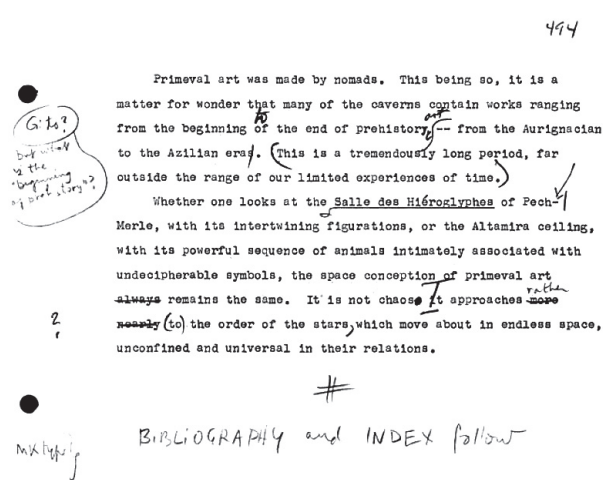 494
Primeval art was made by nomads. This being so, it is a
matter for wonder that many of the caverns contain works ranging
to art
from the beginning of the end of prehistory -- from the Aurignacian
to the Azilian eras. (This is a tremendously long period, far
outside the range of our limited experiences of time.)
G. to?
but what
is the
"beginning
of prehistory"?
Whether one looks at the Salle des Hiéroglyphes of Pech-
Merle, with its intertwining figurations, or the Altamira ceiling,
with its powerful sequence of animals intimately associated with
undecipherable symbols, the space conception of primeval art
rather
always remains the same. It is not chaos. It approaches more
? nearly (to) the order of the stars, which move about in endless space,
unconfined and universal in their relations.
#
BIBLIOGRAPHY and INDEX follow